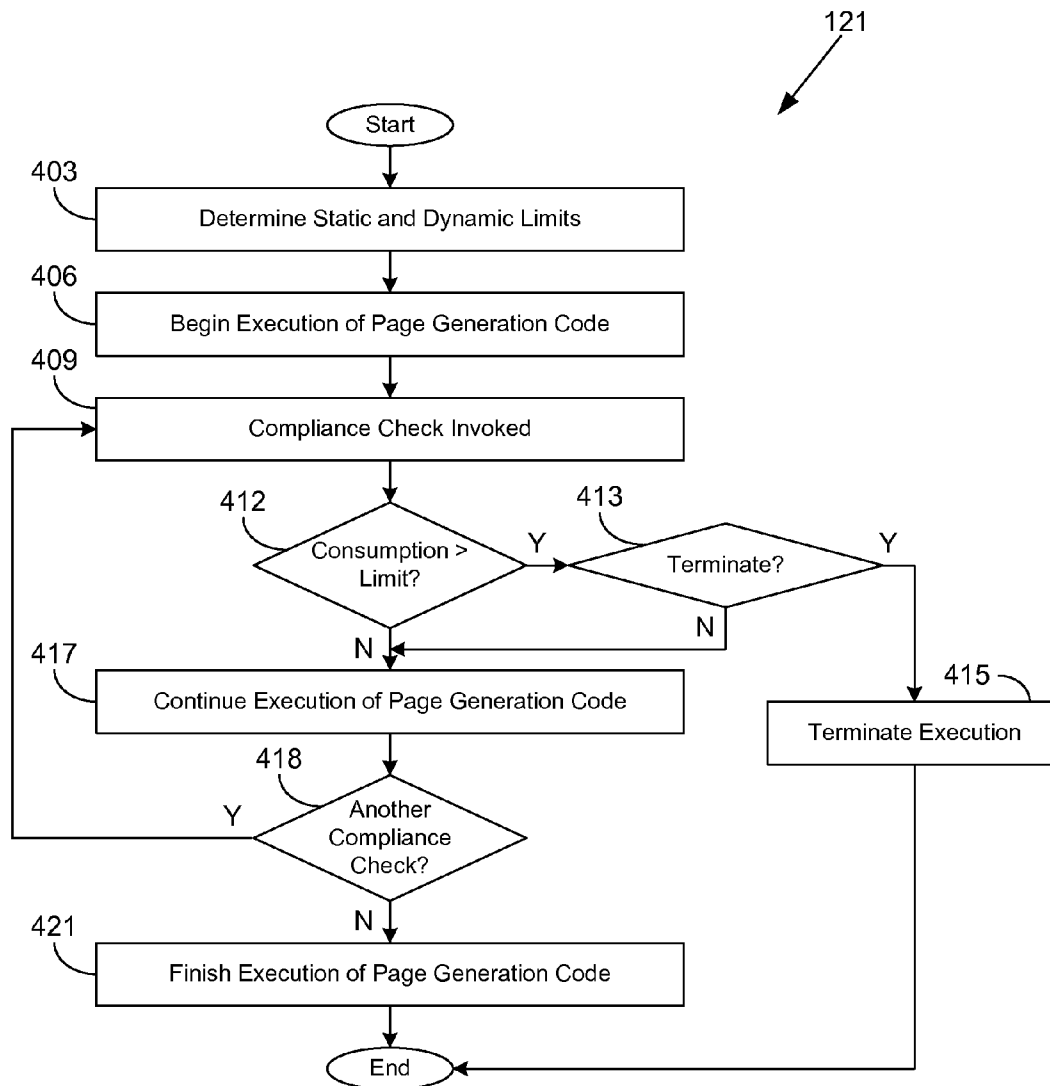 121
Start
403
Determine Static and Dynamic Limits
406
Begin Execution of Page Generation Code
409
Compliance Check Invoked
412
Consumption >
Limit?
Y
413
Terminate?
Y
N
N
417
Continue Execution of Page Generation Code
415
Terminate Execution
418
Another
Compliance
Check?
Y
N
421
Finish Execution of Page Generation Code
End